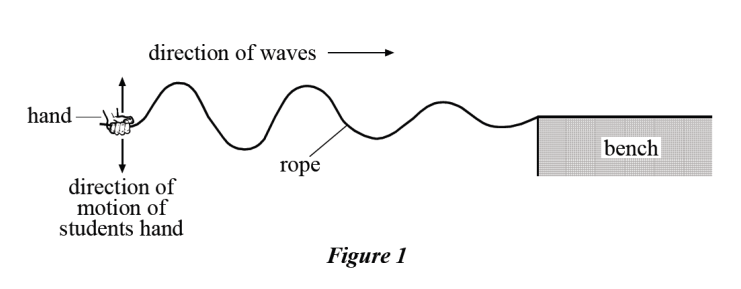 direction of waves
hand
rope
bench
direction of
motion of
students hand
Figure 1